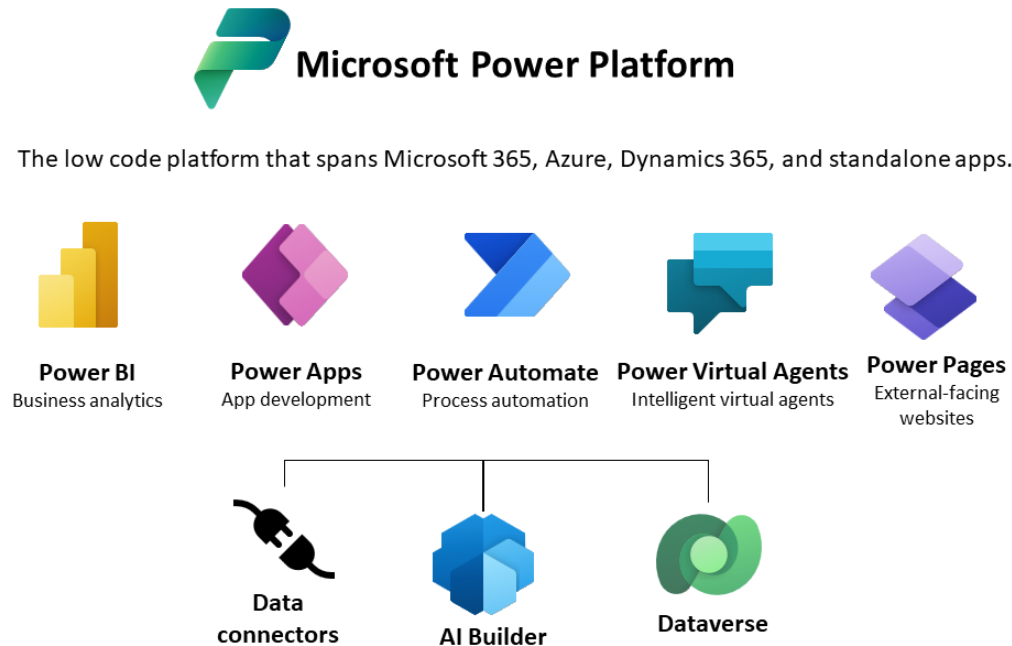 Microsoft Power Platform
The low code platform that spans Microsoft 365, Azure, Dynamics 365, and standalone apps.
Power BI
Business analytics
Power Apps
App development
Power Automate
Process automation
Power Virtual Agents
Intelligent virtual agents
Power Pages
External-facing
websites
Data
connectors
AI Builder
Dataverse